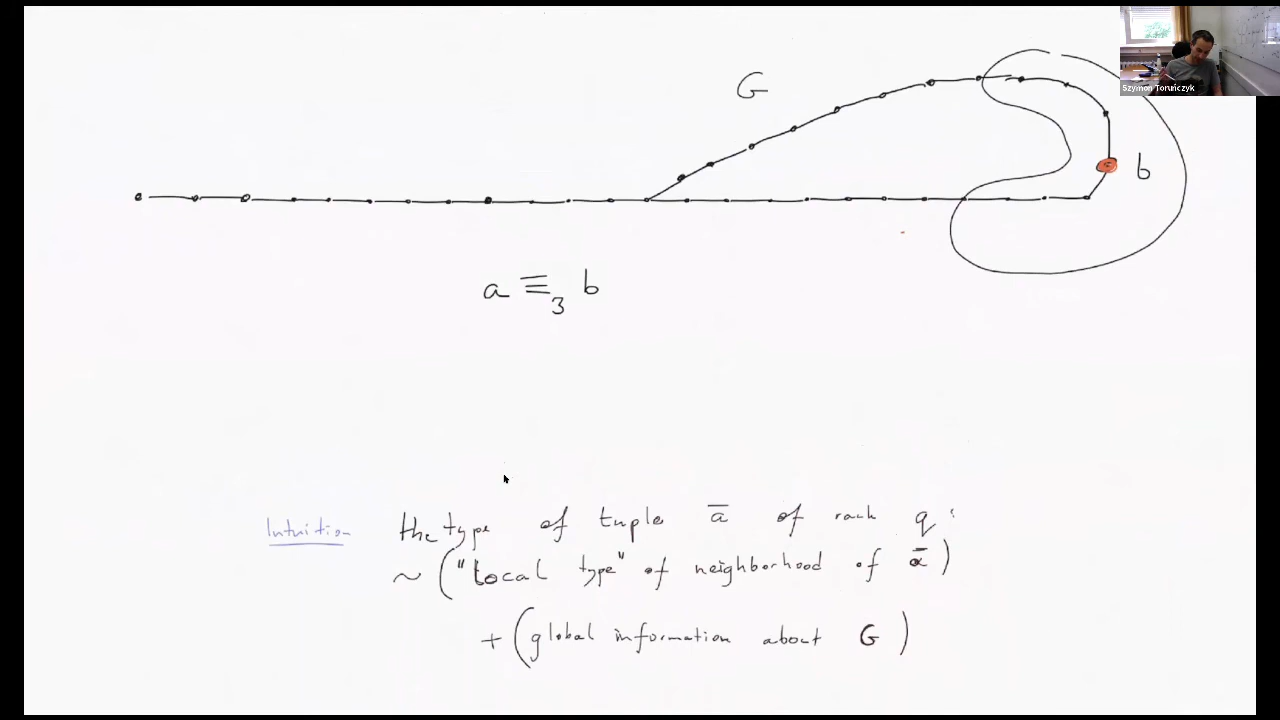 Szymon Toruńczyk
G
b
a ≡₃ b
Intuition the type of tuple ā of rank q :
~ ("local type" of neighborhood of ā)
+ (global information about G)